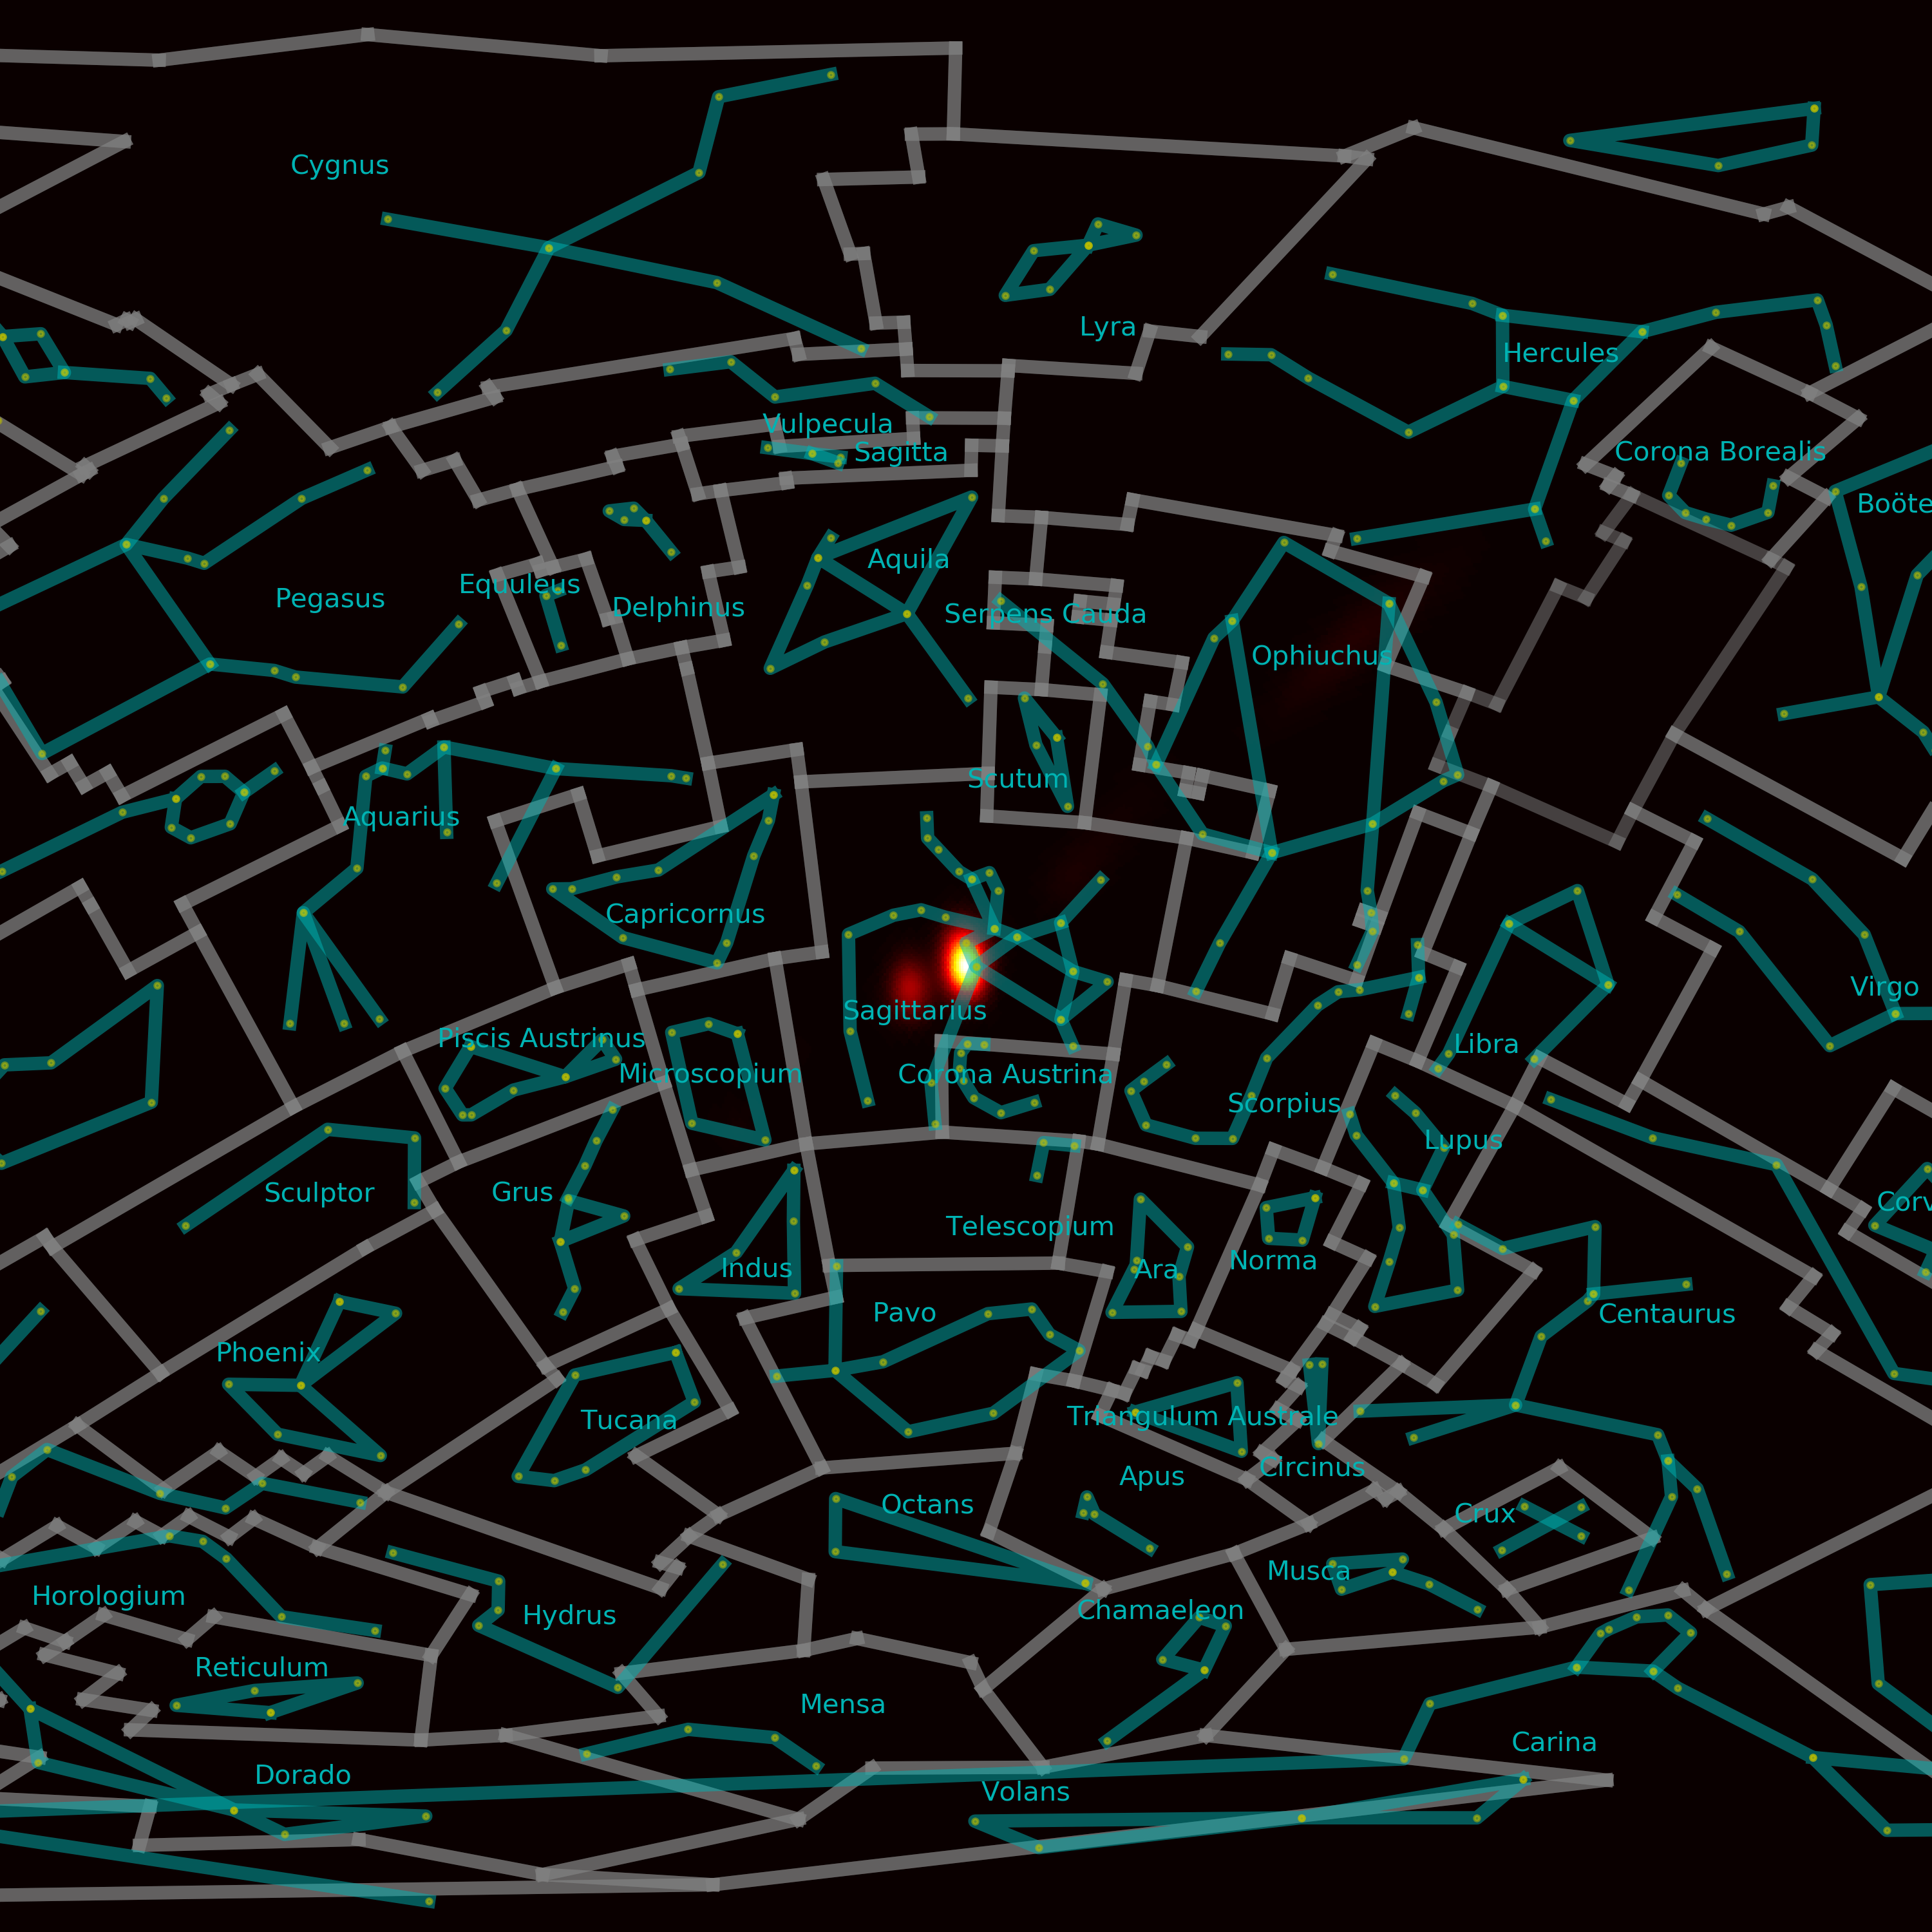 Cygnus
Lyra
Hercules
Vulpecula
Sagitta
Corona Borealis
Aquila
Equuleus
Pegasus
Delphinus
Serpens Cauda
Ophiuchus
Scutum
Aquarius
Capricornus
Virgo
Sagittarius
Piscis Austrinus
Libra
Microscopium
Corona Austrina
Scorpius
Lupus
Sculptor
Grus
Telescopium
Indus
Ara
Norma
Pavo
Centaurus
Phoenix
Tucana
Triangulum Australe
Circinus
Apus
Octans
Crux
Musca
Horologium
Hydrus
Chamaeleon
Reticulum
Mensa
Carina
Dorado
Volans
Boöte
Corv